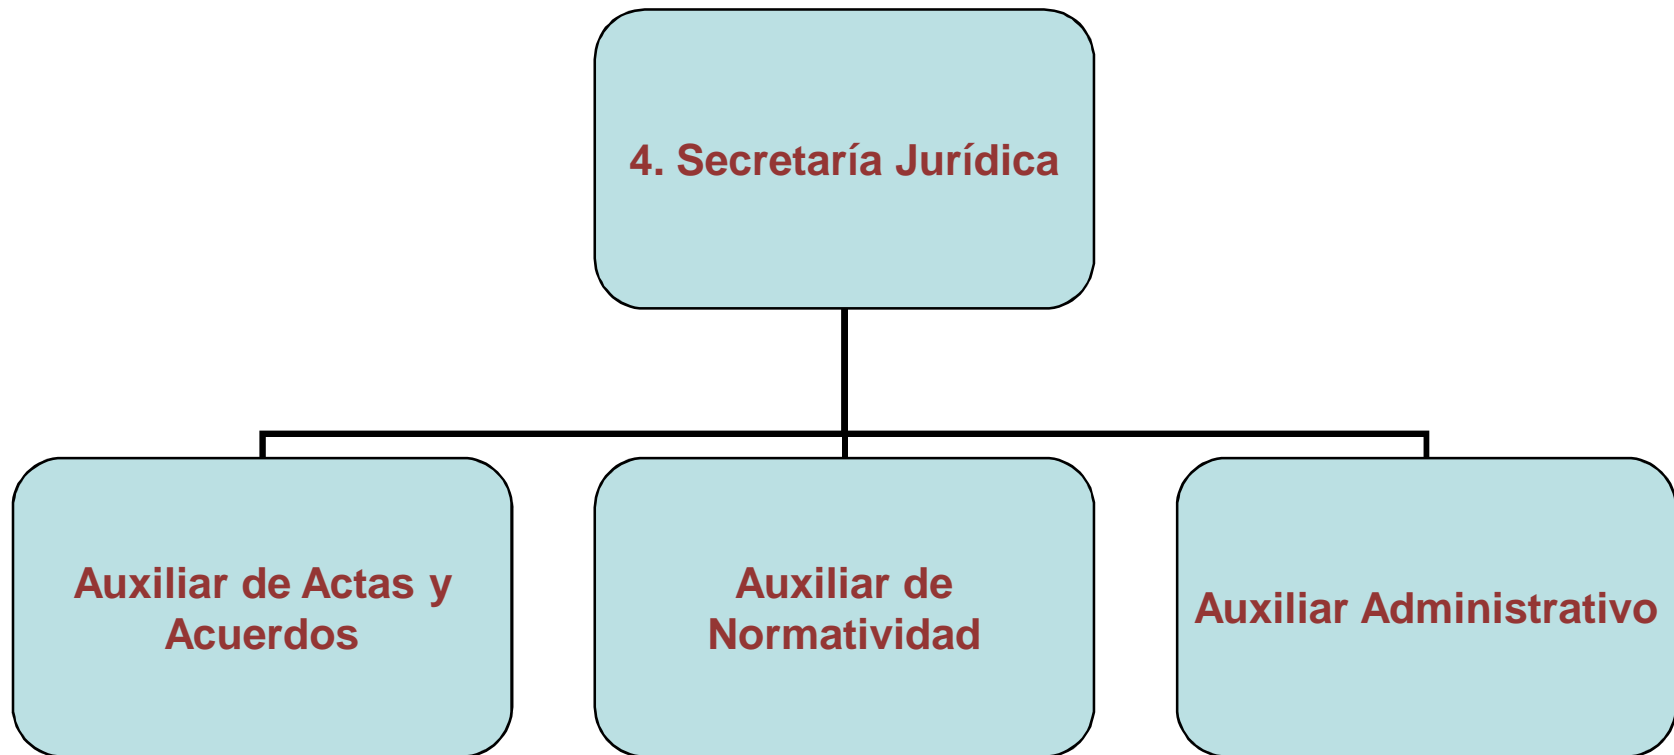 4. Secretaría Jurídica
Auxiliar de Actas y
Acuerdos
Auxiliar de
Normatividad
Auxiliar Administrativo